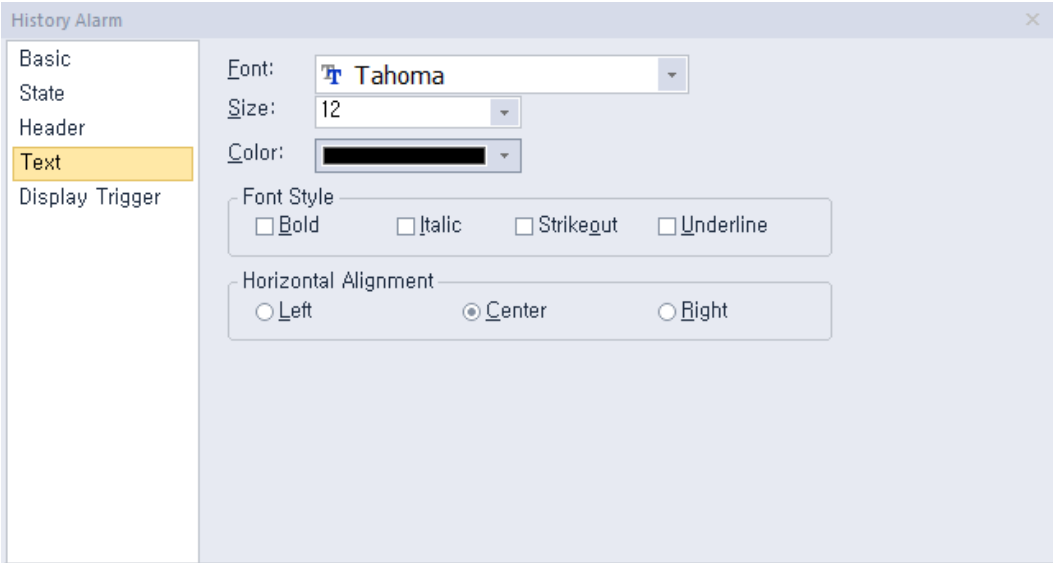 History Alarm
Basic
State
Header
Text
Display Trigger
Font: Tahoma
Size: 12
Color:
Font Style
Bold Italic Strikeout Underline
Horizontal Alignment
Left Center Right